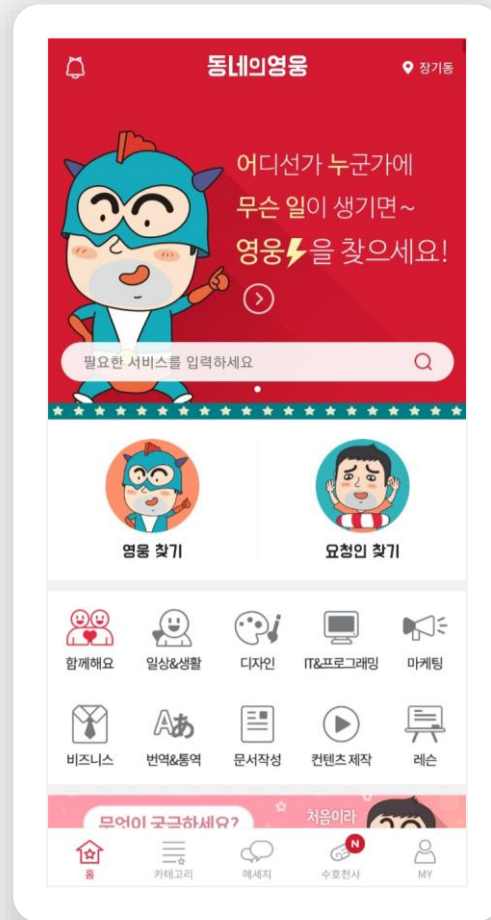 동네의영웅
장기동
어디선가 누군가에
무슨 일이 생기면~
영웅을 찾으세요!
필요한 서비스를 입력하세요
영웅 찾기
요청인 찾기
함께해요
일상&생활
디자인
IT&프로그래밍
마케팅
비즈니스
번역&통역
문서작성
컨텐츠 제작
레슨
Aあ
무엇이 궁금하세요?
처음이라
N
홈
카테고리
메세지
수호천사
MY